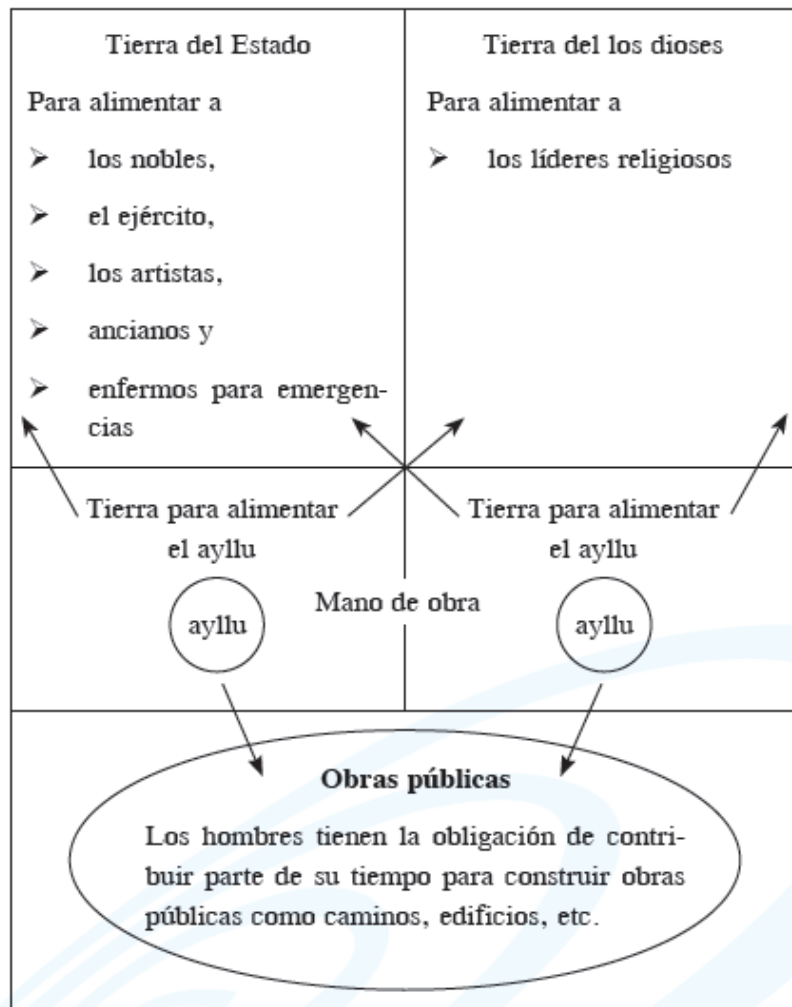 Tierra del Estado
Para alimentar a
➢ los nobles,
➢ el ejército,
➢ los artistas,
➢ ancianos y
➢ enfermos para emergen-
cias
Tierra del los dioses
Para alimentar a
➢ los líderes religiosos
Tierra para alimentar
el ayllu
ayllu
Mano de obra
Tierra para alimentar
el ayllu
ayllu
Obras públicas
Los hombres tienen la obligación de contri-
buir parte de su tiempo para construir obras
públicas como caminos, edificios, etc.